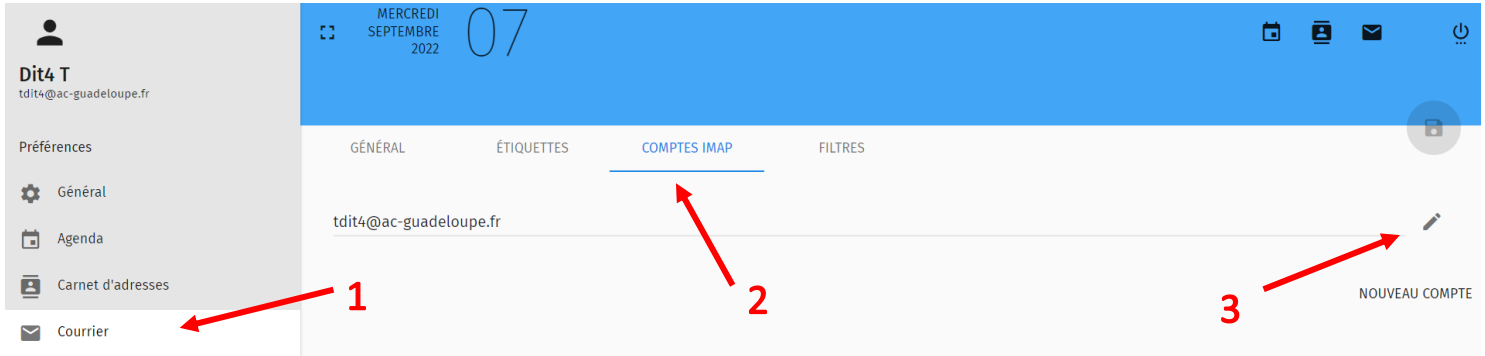 Dit4 T
tdit4@ac-guadeloupe.fr
Préférences
Général
Agenda
Carnet d'adresses
Courrier
MERCREDI
SEPTEMBRE
2022
07
GÉNÉRAL
ÉTIQUETTES
COMPTES IMAP
FILTRES
tdit4@ac-guadeloupe.fr
NOUVEAU COMPTE
1
2
3